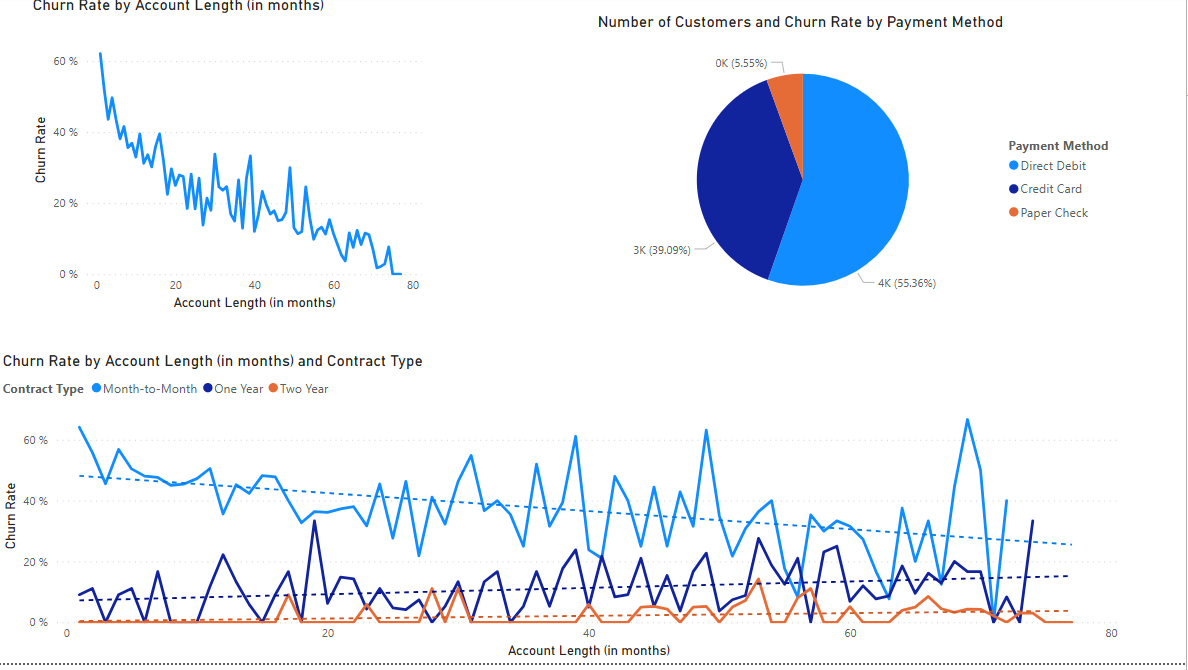 Churn Rate by Account Length (in months)
Number of Customers and Churn Rate by Payment Method
60 %
40 %
20 %
0 %
Churn Rate
0
20
40
60
80
Account Length (in months)
0K (5.55%)
3K (39.09%)
4K (55.36%)
Payment Method
Direct Debit
Credit Card
Paper Check
Churn Rate by Account Length (in months) and Contract Type
Contract Type Month-to-Month One Year Two Year
60 %
40 %
20 %
0 %
Churn Rate
0
20
40
60
80
Account Length (in months)